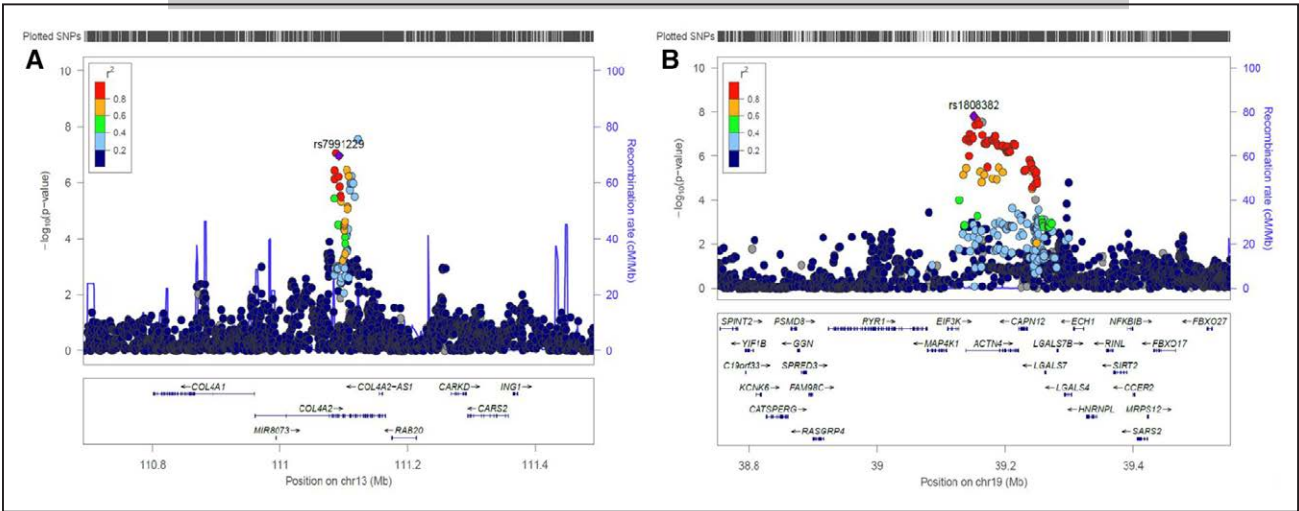 Plotted SNPs
A
10
8
6
4
2
0
−log₁₀(p-value)
r²
0.8
0.6
0.4
0.2
rs7991229
100
80
60
40
20
0
Recombination rate (cM/Mb)
←COL4A1
←COL4A2−AS1
CARKD→
ING1→
COL4A2→
←CARS2
MIR8073→
←RAB20
110.8
111
111.2
111.4
Position on chr13 (Mb)
Plotted SNPs
B
10
8
6
4
2
0
−log₁₀(p-value)
r²
0.8
0.6
0.4
0.2
rs1808382
100
80
60
40
20
0
Recombination rate (cM/Mb)
SPINT2→
PSMD8→
RYR1→
EIF3K→
CAPN12
←ECH1
NFKBIB→
←FBXO27
←YIF1B
←GGN
←MAP4K1
ACTN4→
LGALS7B→
←RINL
←FBXO17
C19orf33→
SPRED3→
←LGALS7
←SIRT2
KCNK6→
FAM98C→
←LGALS4
←CCER2
CATSPERG→
←HNRNPL
MRPS12→
←RASGRP4
←SARS2
38.8
39
39.2
39.4
Position on chr19 (Mb)